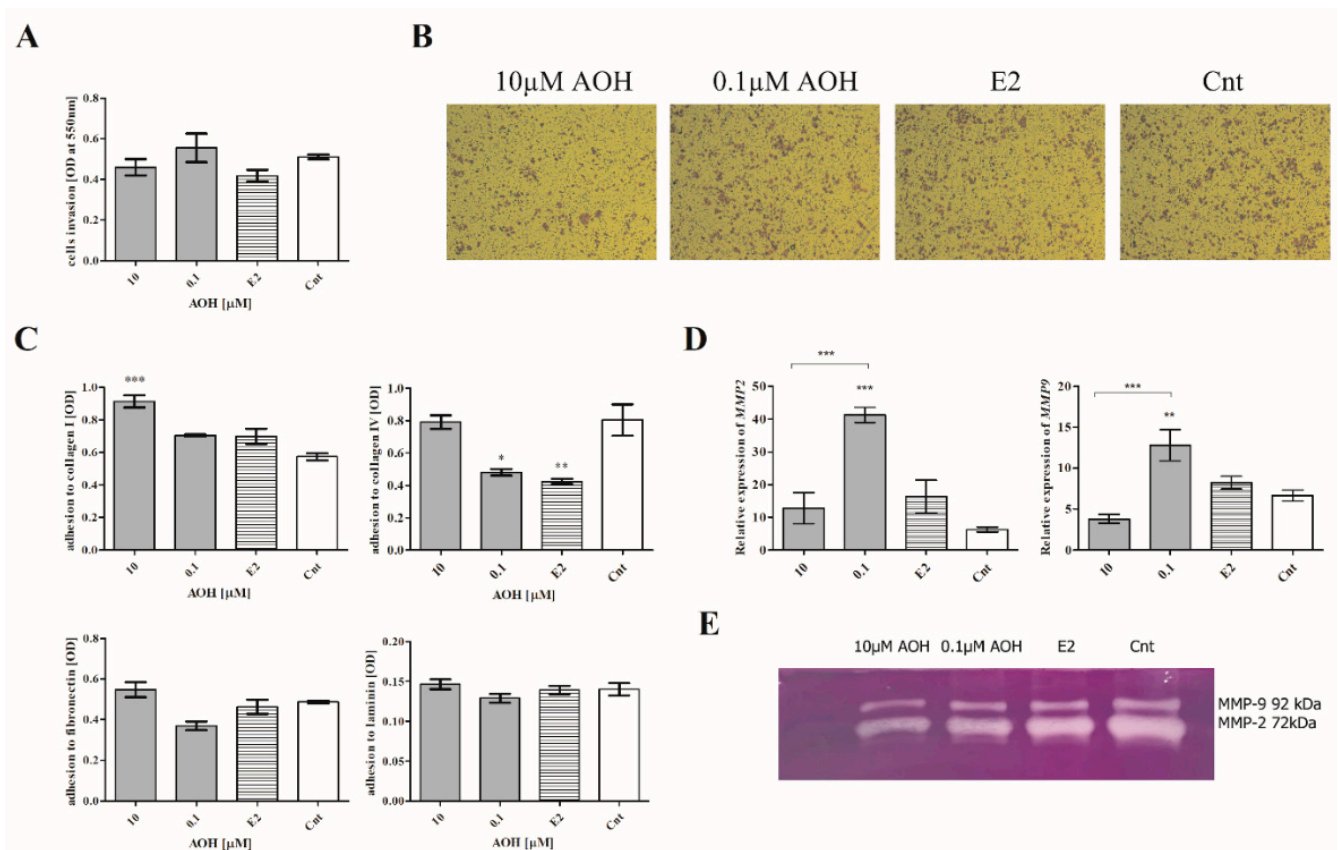 A
cells invasion [OD at 550nm]
0.8
0.6
0.4
0.2
0.0
10
0.1
E2
Cnt
AOH [μM]
B
10μM AOH
0.1μM AOH
E2
Cnt
C
adhesion to collagen I [OD]
1.0
0.8
0.6
0.4
0.2
0.0
***
10
0.1
E2
Cnt
AOH [μM]
adhesion to collagen IV [OD]
1.0
0.8
0.6
0.4
0.2
0.0
*
**
10
0.1
E2
Cnt
AOH [μM]
adhesion to fibronectin [OD]
0.8
0.6
0.4
0.2
0.0
10
0.1
E2
Cnt
AOH [μM]
adhesion to laminin [OD]
0.20
0.15
0.10
0.05
0.00
10
0.1
E2
Cnt
AOH [μM]
D
Relative expression of MMP2
50
40
30
20
10
0
***
***
10
0.1
E2
Cnt
Relative expression of MMP9
20
15
10
5
0
***
**
10
0.1
E2
Cnt
E
10μM AOH
0.1μM AOH
E2
Cnt
MMP-9 92 kDa
MMP-2 72kDa